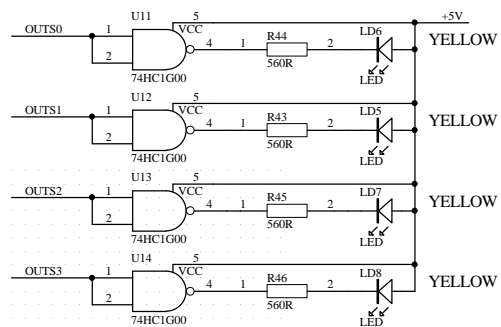 U11 5 R44 LD6 +5V
OUTS0 1 VCC 4 1 2 YELLOW
2
74HC1G00 560R LED
U12 5 R43 LD5
OUTS1 1 VCC 4 1 2 YELLOW
2
74HC1G00 560R LED
U13 5 R45 LD7
OUTS2 1 VCC 4 1 2 YELLOW
2
74HC1G00 560R LED
U14 5 R46 LD8
OUTS3 1 VCC 4 1 2 YELLOW
2
74HC1G00 560R LED